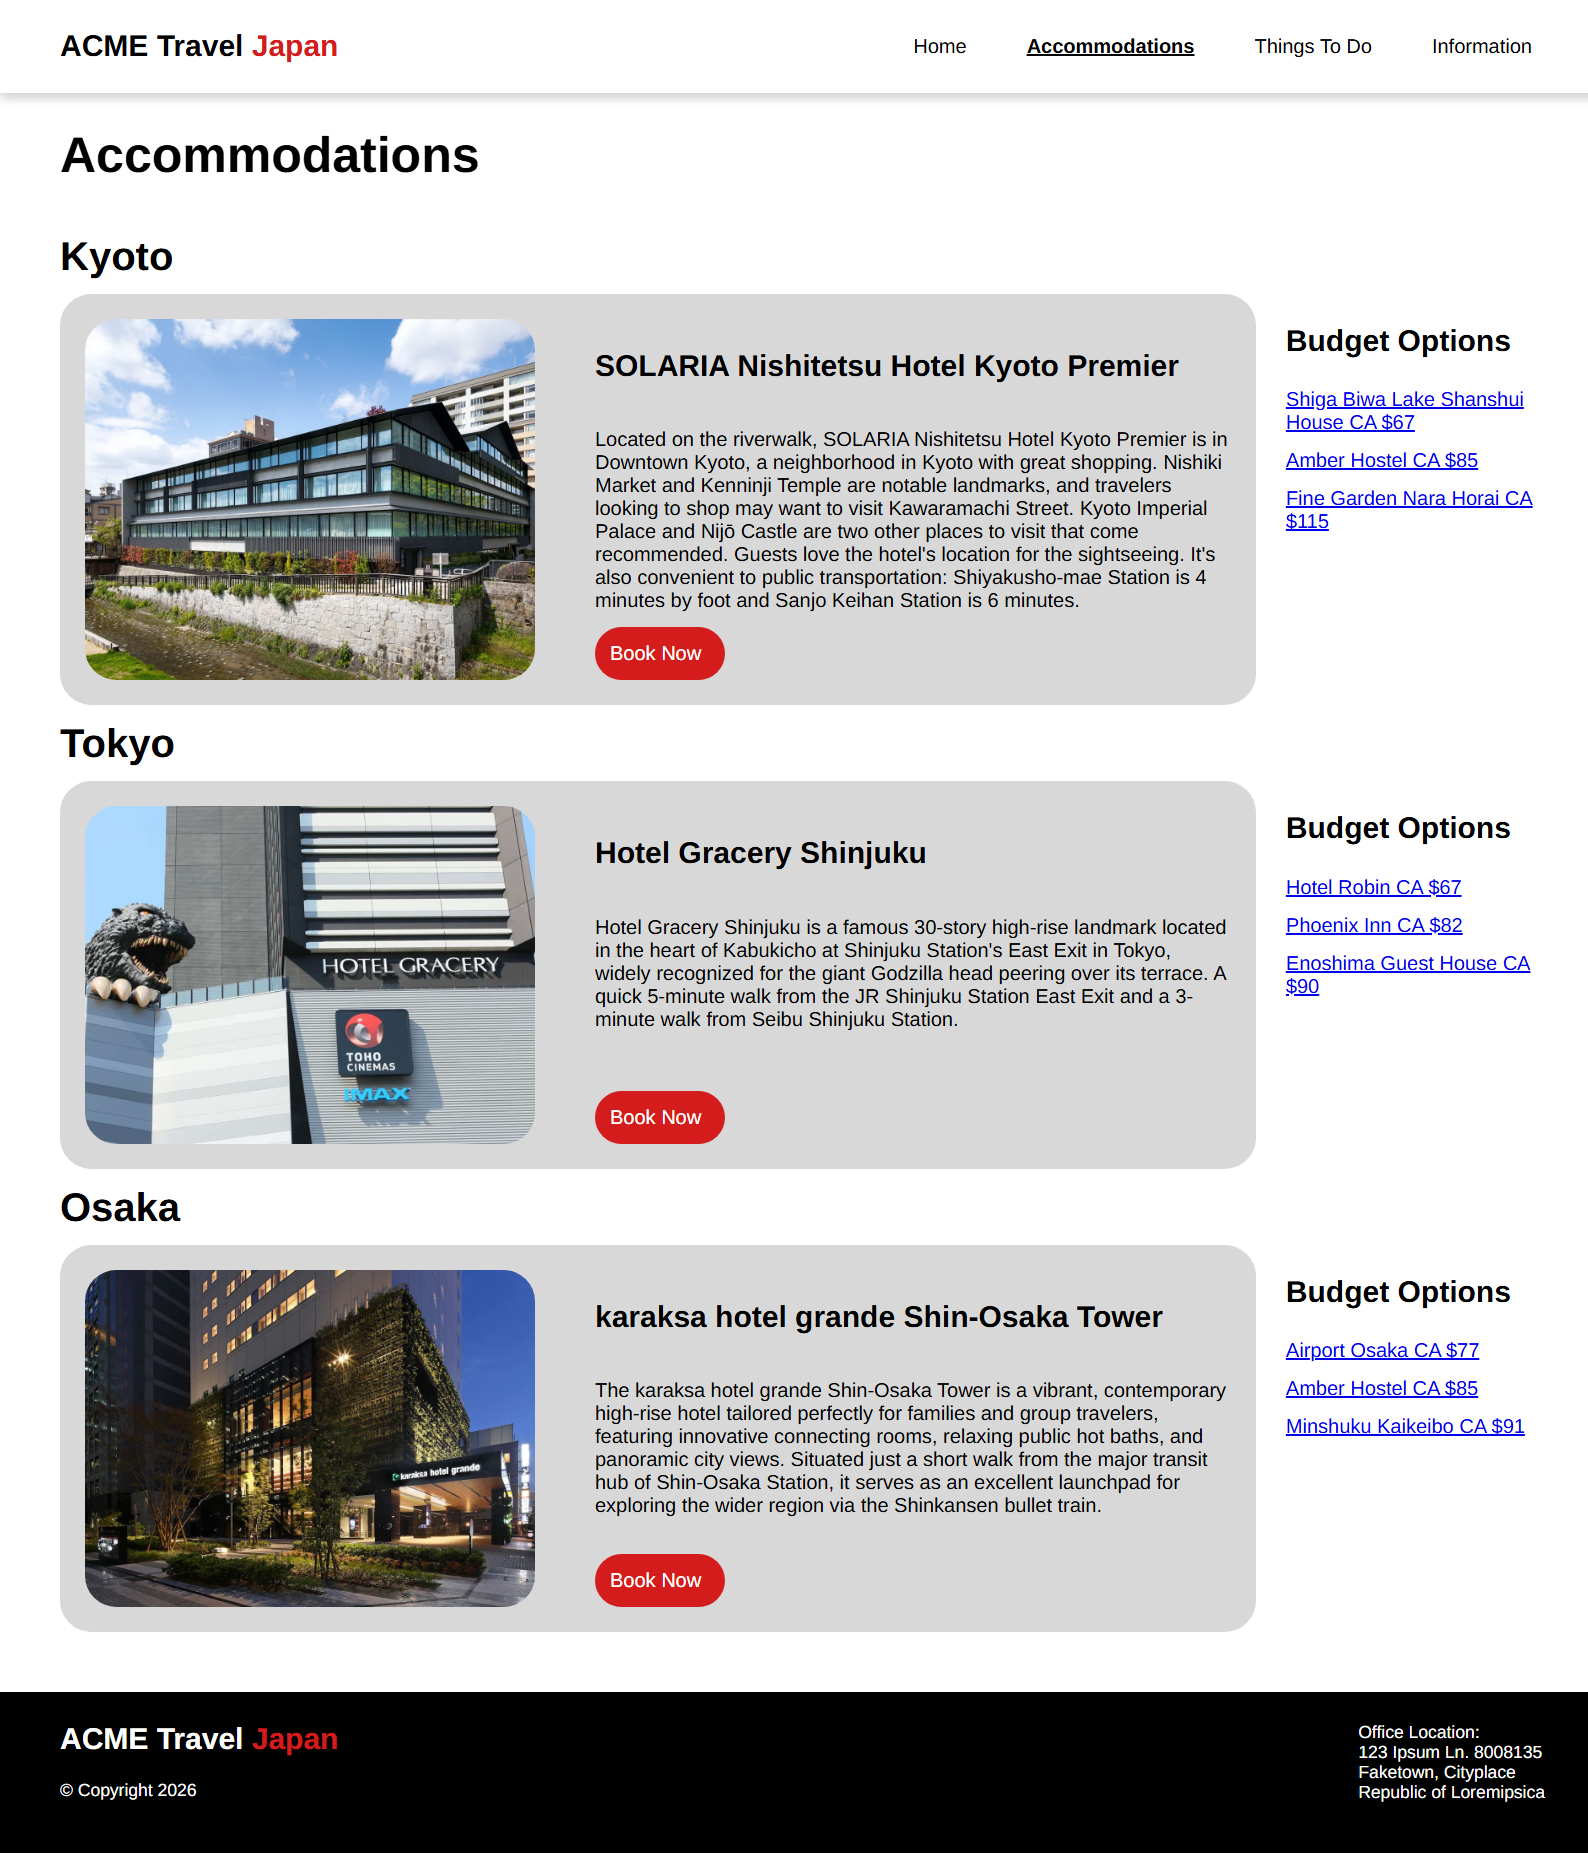 ACME Travel Japan
Home
Accommodations
Things To Do
Information
Accommodations
Kyoto
SOLARIA Nishitetsu Hotel Kyoto Premier
Located on the riverwalk, SOLARIA Nishitetsu Hotel Kyoto Premier is in
Downtown Kyoto, a neighborhood in Kyoto with great shopping. Nishiki
Market and Kenninji Temple are notable landmarks, and travelers
looking to shop may want to visit Kawaramachi Street. Kyoto Imperial
Palace and Nijō Castle are two other places to visit that come
recommended. Guests love the hotel's location for the sightseeing. It's
also convenient to public transportation: Shiyakusho-mae Station is 4
minutes by foot and Sanjo Keihan Station is 6 minutes.
Book Now
Budget Options
Shiga Biwa Lake Shanshui
House CA $67
Amber Hostel CA $85
Fine Garden Nara Horai CA
$115
Tokyo
HOTEL GRACERY
TOHO
CINEMAS
IMAX
Hotel Gracery Shinjuku
Hotel Gracery Shinjuku is a famous 30-story high-rise landmark located
in the heart of Kabukicho at Shinjuku Station's East Exit in Tokyo,
widely recognized for the giant Godzilla head peering over its terrace. A
quick 5-minute walk from the JR Shinjuku Station East Exit and a 3-
minute walk from Seibu Shinjuku Station.
Book Now
Budget Options
Hotel Robin CA $67
Phoenix Inn CA $82
Enoshima Guest House CA
$90
Osaka
karaksa hotel grande
karaksa hotel grande Shin-Osaka Tower
The karaksa hotel grande Shin-Osaka Tower is a vibrant, contemporary
high-rise hotel tailored perfectly for families and group travelers,
featuring innovative connecting rooms, relaxing public hot baths, and
panoramic city views. Situated just a short walk from the major transit
hub of Shin-Osaka Station, it serves as an excellent launchpad for
exploring the wider region via the Shinkansen bullet train.
Book Now
Budget Options
Airport Osaka CA $77
Amber Hostel CA $85
Minshuku Kaikeibo CA $91
ACME Travel Japan
© Copyright 2026
Office Location:
123 Ipsum Ln. 8008135
Faketown, Cityplace
Republic of Loremipsica